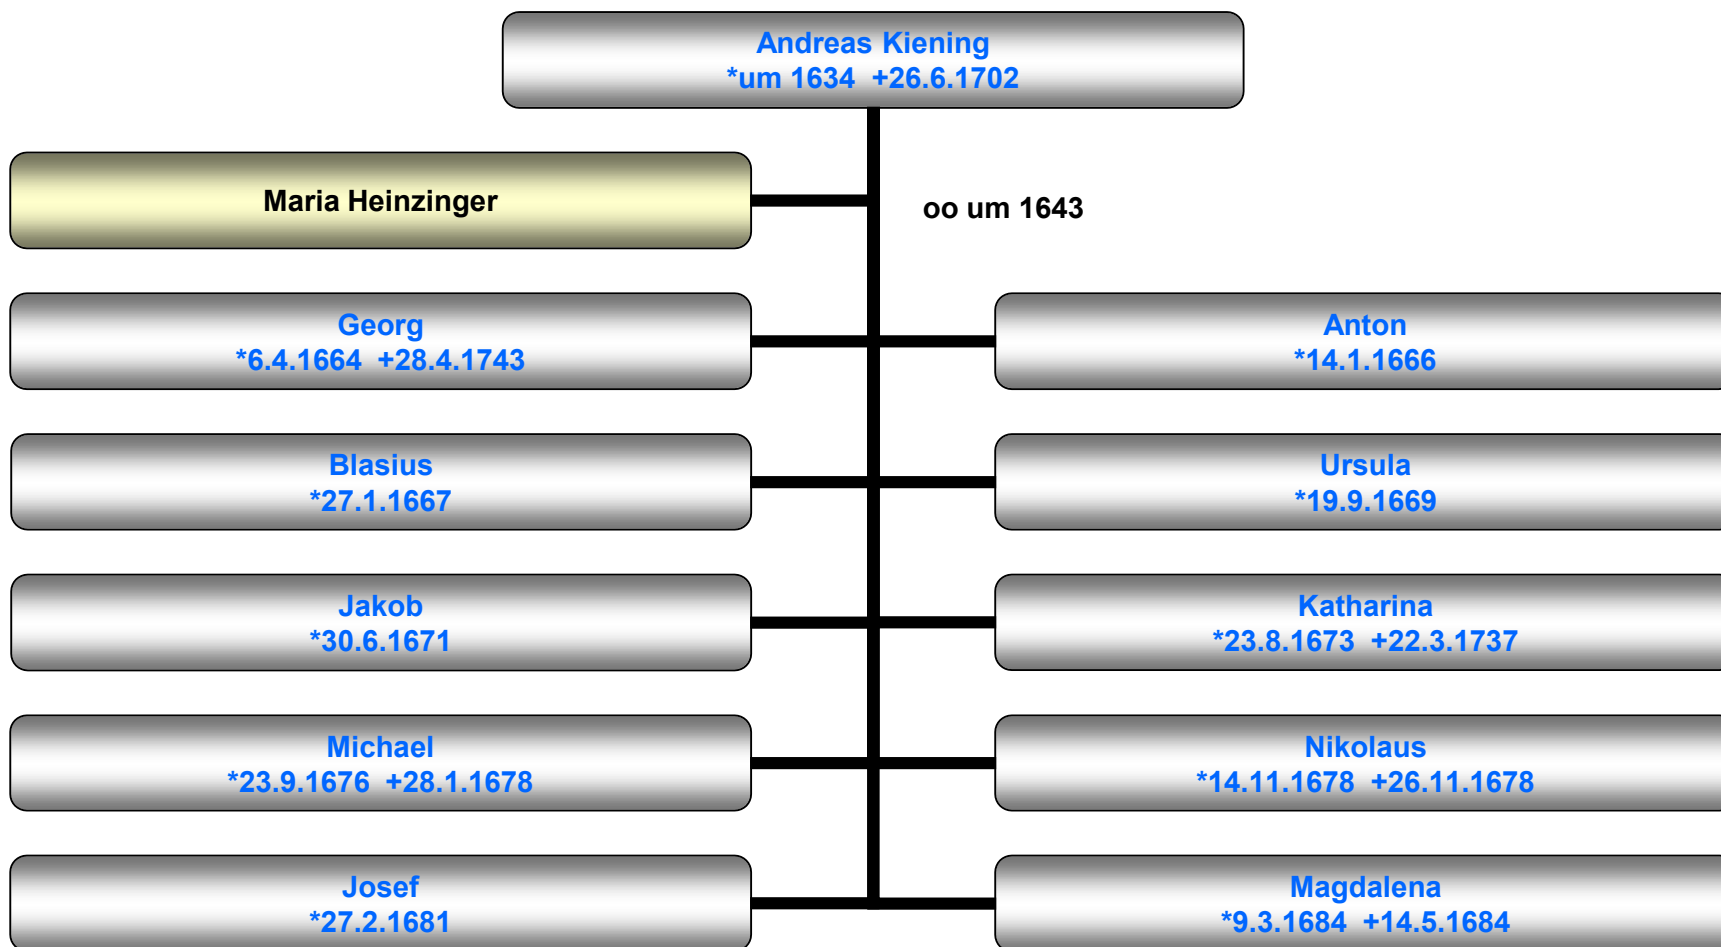 Andreas Kiening
*um 1634 +26.6.1702
Maria Heinzinger
oo um 1643
Georg
*6.4.1664 +28.4.1743
Anton
*14.1.1666
Blasius
*27.1.1667
Ursula
*19.9.1669
Jakob
*30.6.1671
Katharina
*23.8.1673 +22.3.1737
Michael
*23.9.1676 +28.1.1678
Nikolaus
*14.11.1678 +26.11.1678
Josef
*27.2.1681
Magdalena
*9.3.1684 +14.5.1684